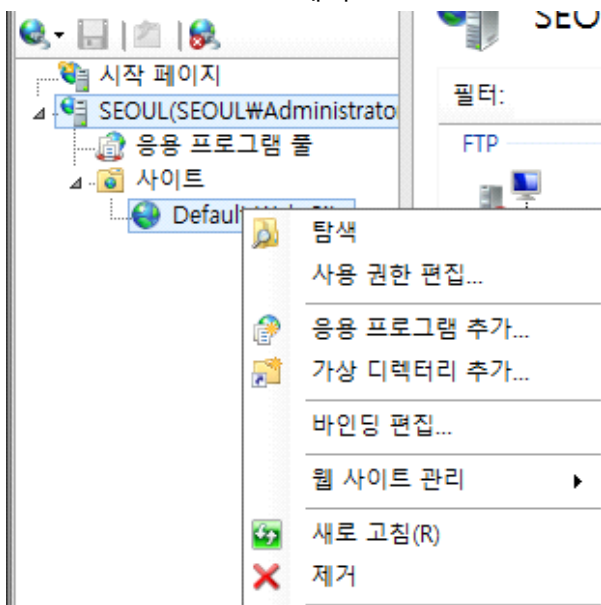 SEOU
시작 페이지
필터:
SEOUL(SEOUL₩Administrato
FTP
응용 프로그램 풀
사이트
Default
탐색
사용 권한 편집...
응용 프로그램 추가...
가상 디렉터리 추가...
바인딩 편집...
웹 사이트 관리
새로 고침(R)
제거